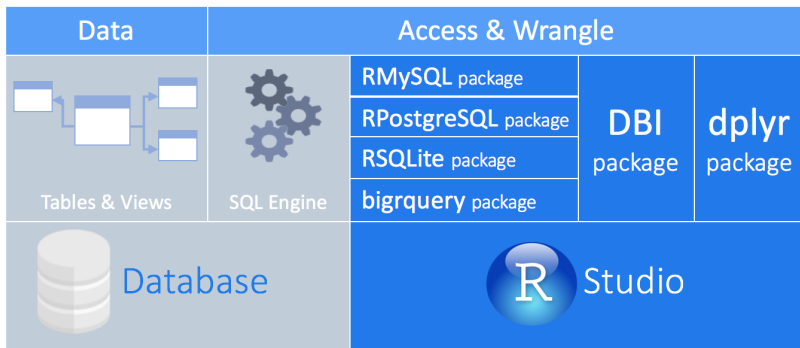 Data
Access & Wrangle
RMySQL package
RPostgreSQL package
RSQLite package
bigrquery package
DBI
package
dplyr
package
Tables & Views
SQL Engine
Database
R Studio